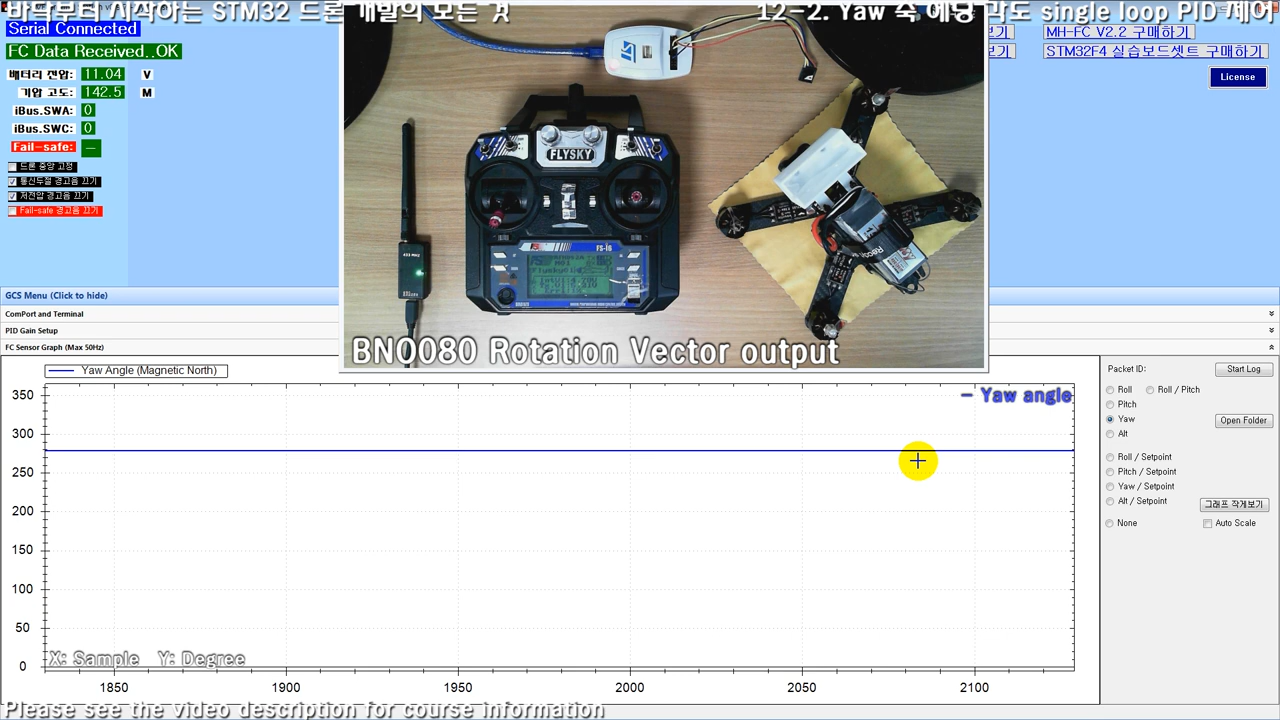 바닥부터 시작하는 STM32 드론 개발의 모든 것
12-2. Yaw 축 헤딩 각도 single loop PID 제어
Serial Connected
FC Data Received..OK
배터리 전압: 11.04 V
기압 고도: 142.5 M
iBus.SWA: 0
iBus.SWC: 0
Fail-safe: —
드론 중앙 고정
통신두절 경고음 끄기
저전압 경고음 끄기
Fail-safe 경고음 끄기
보기
MH-FC V2.2 구매하기
보기
STM32F4 실습보드셋트 구매하기
License
FLYSKY
FS-i6
BNO080 Rotation Vector output
GCS Menu (Click to hide)
ComPort and Terminal
PID Gain Setup
FC Sensor Graph (Max 50Hz)
Yaw Angle (Magnetic North)
- Yaw angle
350
300
250
200
150
100
50
0
X: Sample Y: Degree
1850 1900 1950 2000 2050 2100
Packet ID:
Start Log
Roll
Roll / Pitch
Pitch
Yaw
Open Folder
Alt
Roll / Setpoint
Pitch / Setpoint
Yaw / Setpoint
Alt / Setpoint
그래프 작게보기
None
Auto Scale
Please see the video description for course information